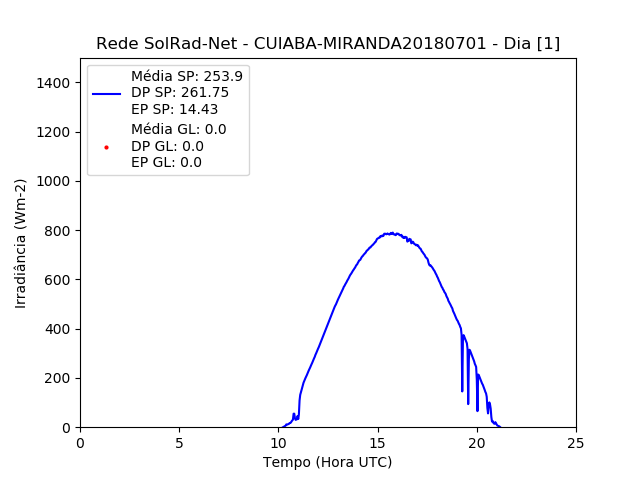 Rede SolRad-Net - CUIABA-MIRANDA20180701 - Dia [1]
Média SP: 253.9
DP SP: 261.75
EP SP: 14.43
Média GL: 0.0
DP GL: 0.0
EP GL: 0.0
1400
1200
1000
800
600
400
200
0
Irradiância (Wm-2)
0 5 10 15 20 25
Tempo (Hora UTC)